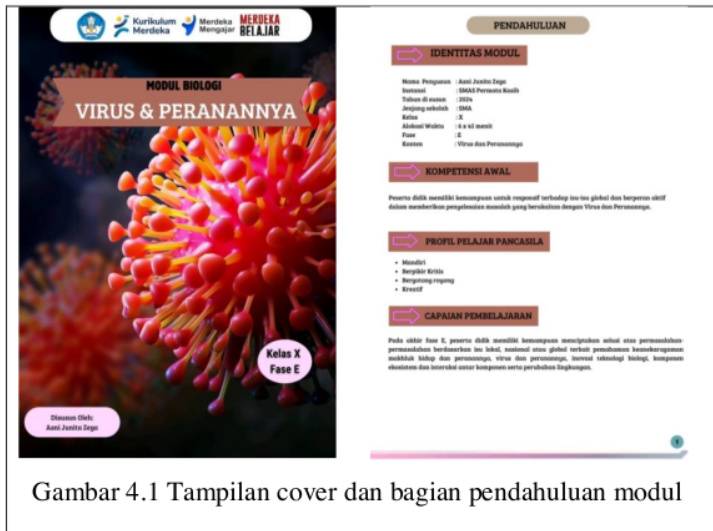 Kurikulum
Merdeka
Merdeka
Mengajar
MERDEKA
BELAJAR
MODUL BIOLOGI
VIRUS & PERANANNYA
Kelas X
Fase E
Disusun Oleh:
Asni Junita Zega
PENDAHULUAN
IDENTITAS MODUL
Nama Penyusun : Asni Junita Zega
Instansi : SMAS Permata Kasih
Tahun di susun : 2024
Jenjang sekolah : SMA
Kelas : X
Alokasi Waktu : 6 x 45 menit
Fase : E
Konten : Virus dan Peranannya
KOMPETENSI AWAL
Peserta didik memiliki kemampuan untuk responsif terhadap isu-isu global dan berperan aktif
dalam memberikan penyelesaian masalah yang berkaitan dengan Virus dan Peranannya.
PROFIL PELAJAR PANCASILA
• Mandiri
• Berpikir Kritis
• Bergotong royong
• Kreatif
CAPAIAN PEMBELAJARAN
Pada akhir fase E, peserta didik memiliki kemampuan menciptakan solusi atas permasalahan-
permasalahan berdasarkan isu lokal, nasional atau global terkait pemahaman keanekaragaman
makhluk hidup dan peranannya, virus dan peranannya, inovasi teknologi biologi, komponen
ekosistem dan interaksi antar komponen serta perubahan lingkungan.
Gambar 4.1 Tampilan cover dan bagian pendahuluan modul